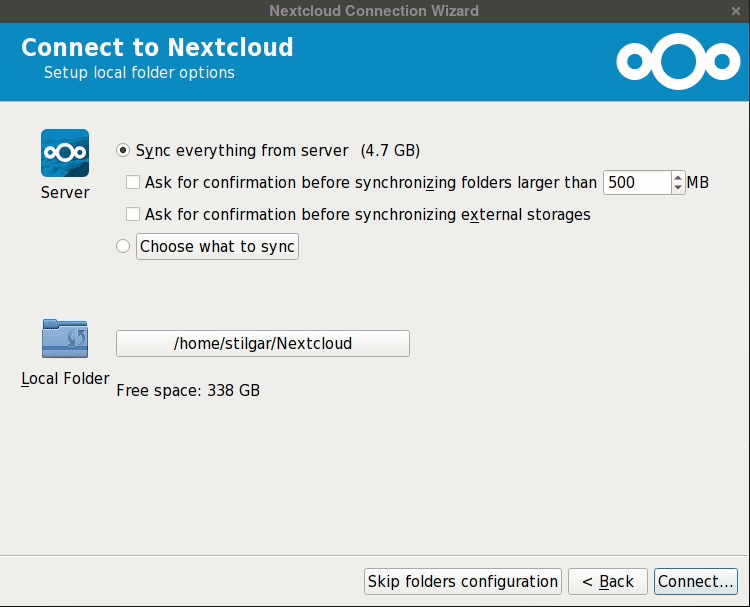 Nextcloud Connection Wizard ×
Connect to Nextcloud
Setup local folder options
Sync everything from server (4.7 GB)
Server
Ask for confirmation before synchronizing folders larger than 500 MB
Ask for confirmation before synchronizing external storages
Choose what to sync
/home/stilgar/Nextcloud
Local Folder
Free space: 338 GB
Skip folders configuration < Back Connect...